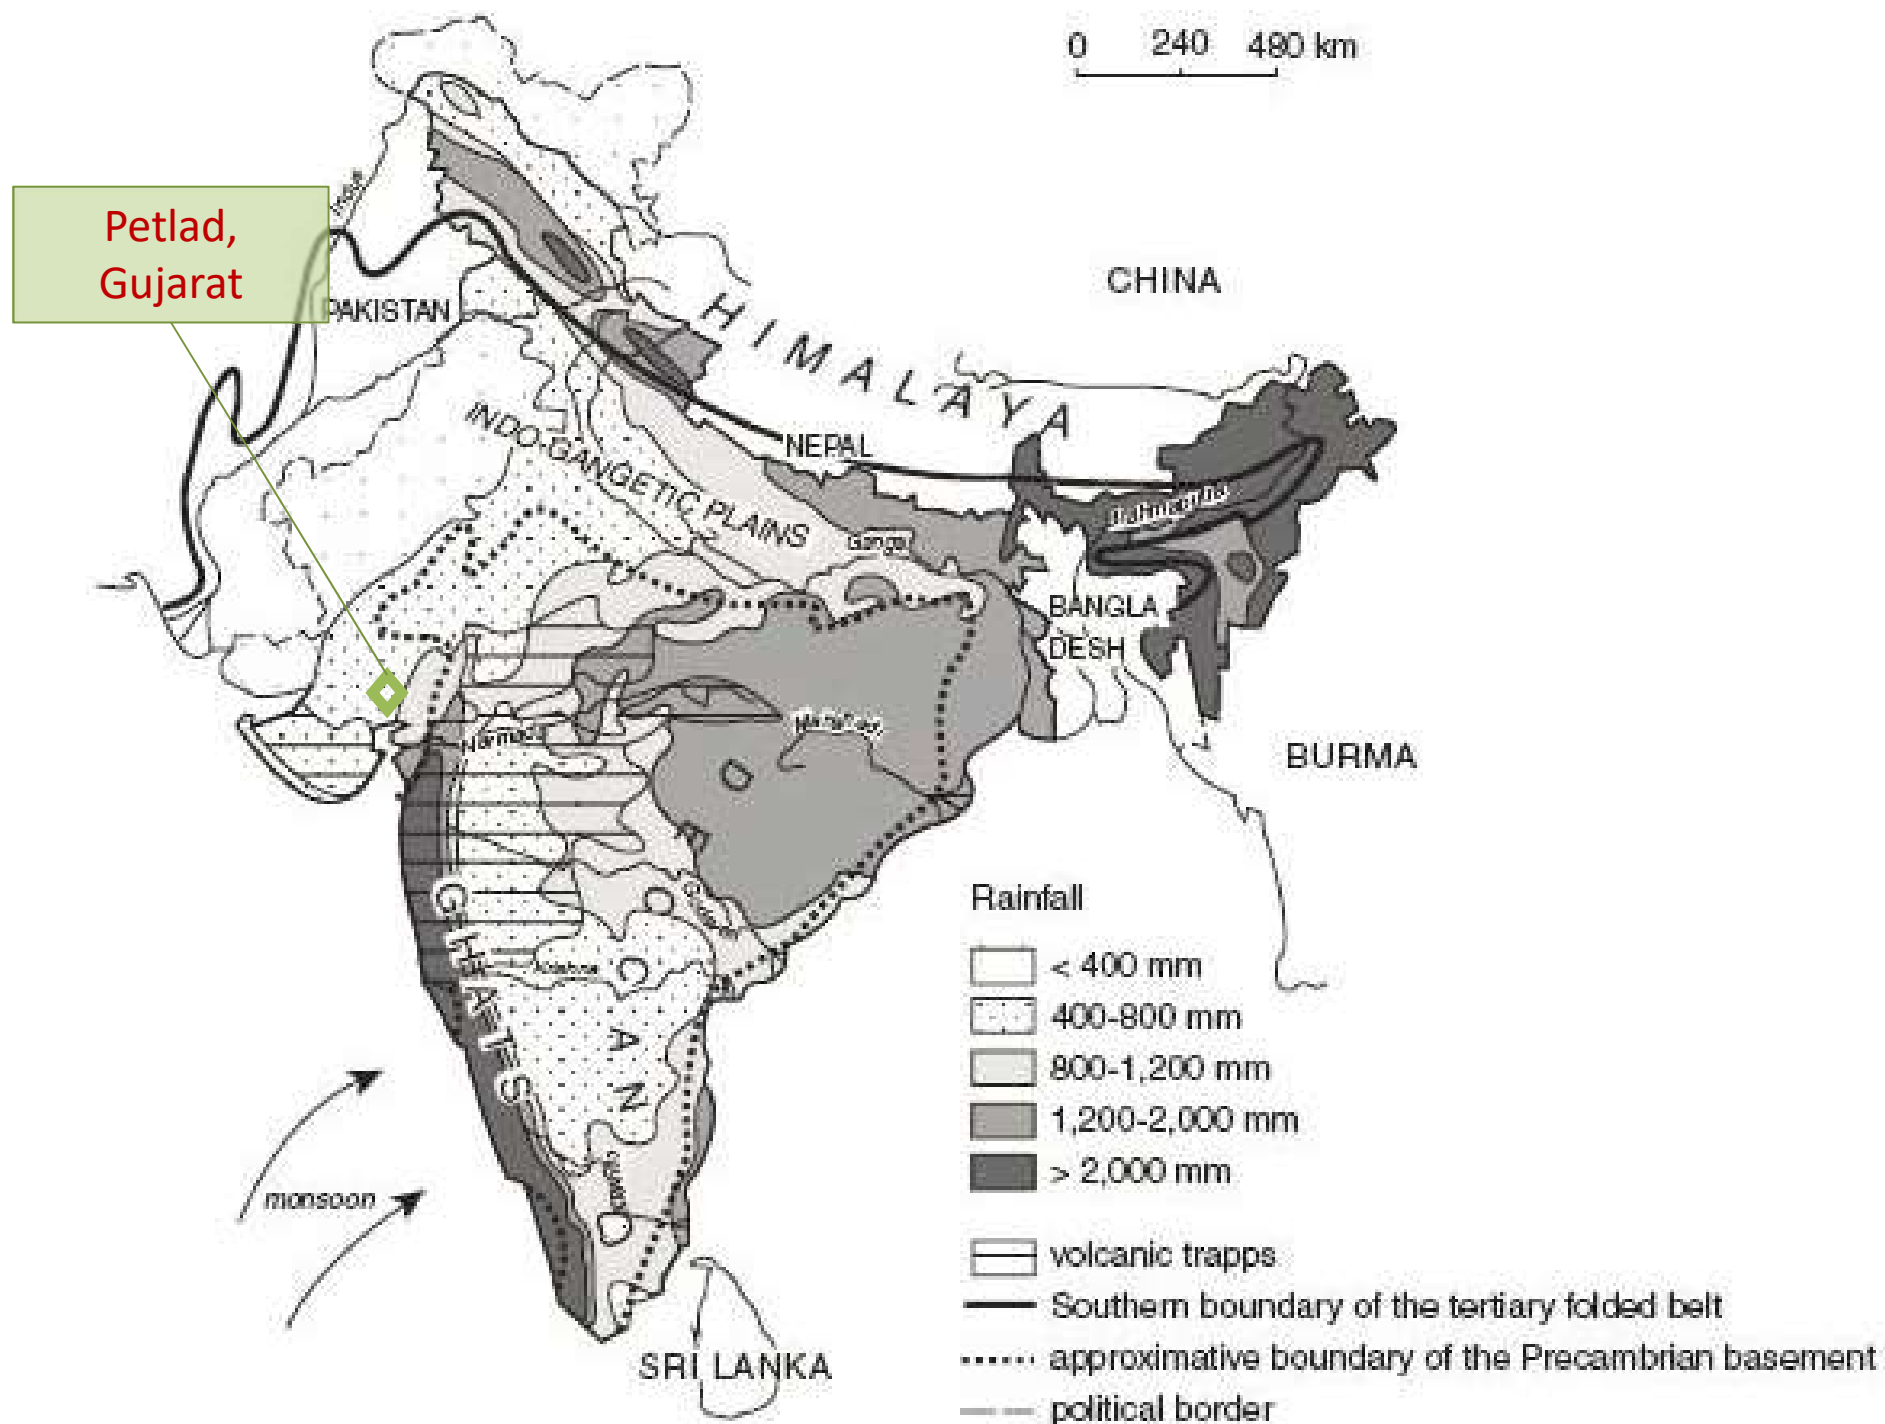 0 240 480 km
Petlad,
Gujarat
PAKISTAN
CHINA
HIMALAYA
NEPAL
INDO-GANGETIC PLAINS
Ganga
Brahmaputra
BANGLA
DESH
BURMA
Narmada
GHATS
DECCAN
Krishna
monsoon
SRI LANKA
Rainfall
< 400 mm
400-800 mm
800-1,200 mm
1,200-2,000 mm
> 2,000 mm
volcanic trapps
Southern boundary of the tertiary folded belt
approximative boundary of the Precambrian basement
political border